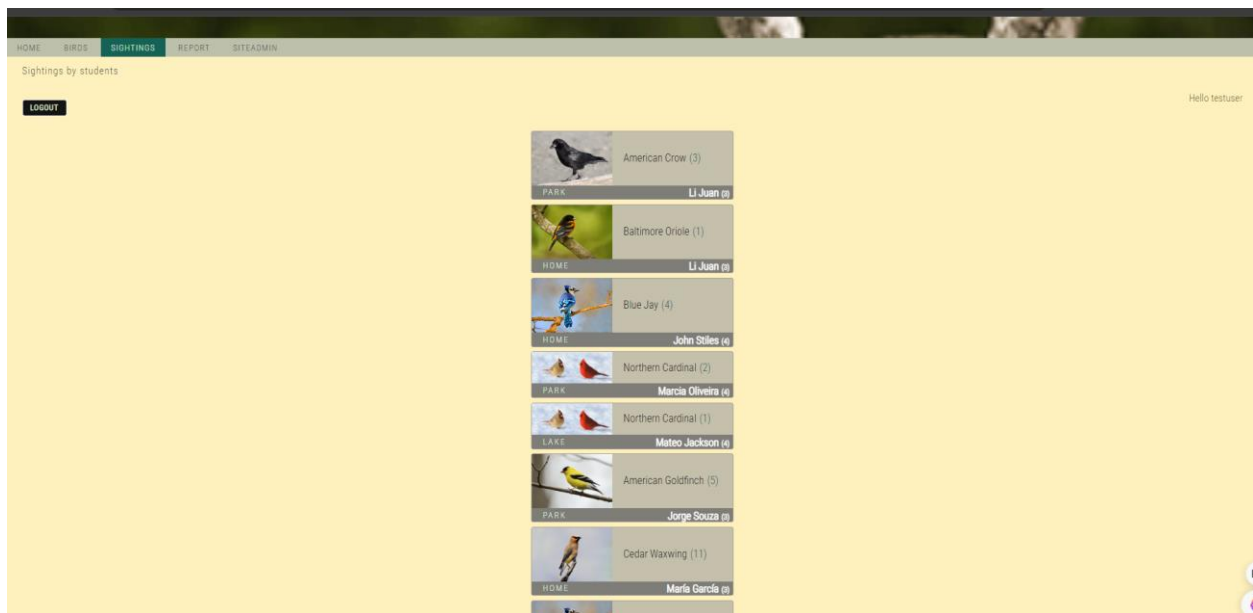 HOME BIRDS SIGHTINGS REPORT SITEADMIN
Sightings by students
Hello testuser
LOGOUT
American Crow (3)
PARK Li Juan (3)
Baltimore Oriole (1)
HOME Li Juan (3)
Blue Jay (4)
HOME John Stiles (4)
Northern Cardinal (2)
PARK Marcia Oliveira (4)
Northern Cardinal (1)
LAKE Mateo Jackson (4)
American Goldfinch (5)
PARK Jorge Souza (3)
Cedar Waxwing (11)
HOME María García (3)